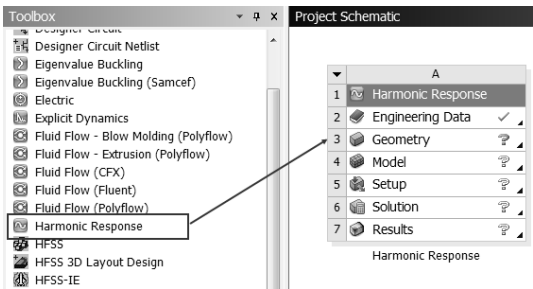 Toolbox
Designer Circuit
Designer Circuit Netlist
Eigenvalue Buckling
Eigenvalue Buckling (Samcef)
Electric
Explicit Dynamics
Fluid Flow - Blow Molding (Polyflow)
Fluid Flow - Extrusion (Polyflow)
Fluid Flow (CFX)
Fluid Flow (Fluent)
Fluid Flow (Polyflow)
Harmonic Response
HFSS
HFSS 3D Layout Design
HFSS-IE
Project Schematic
A
1 Harmonic Response
2 Engineering Data
3 Geometry ?
4 Model ?
5 Setup ?
6 Solution ?
7 Results ?
Harmonic Response